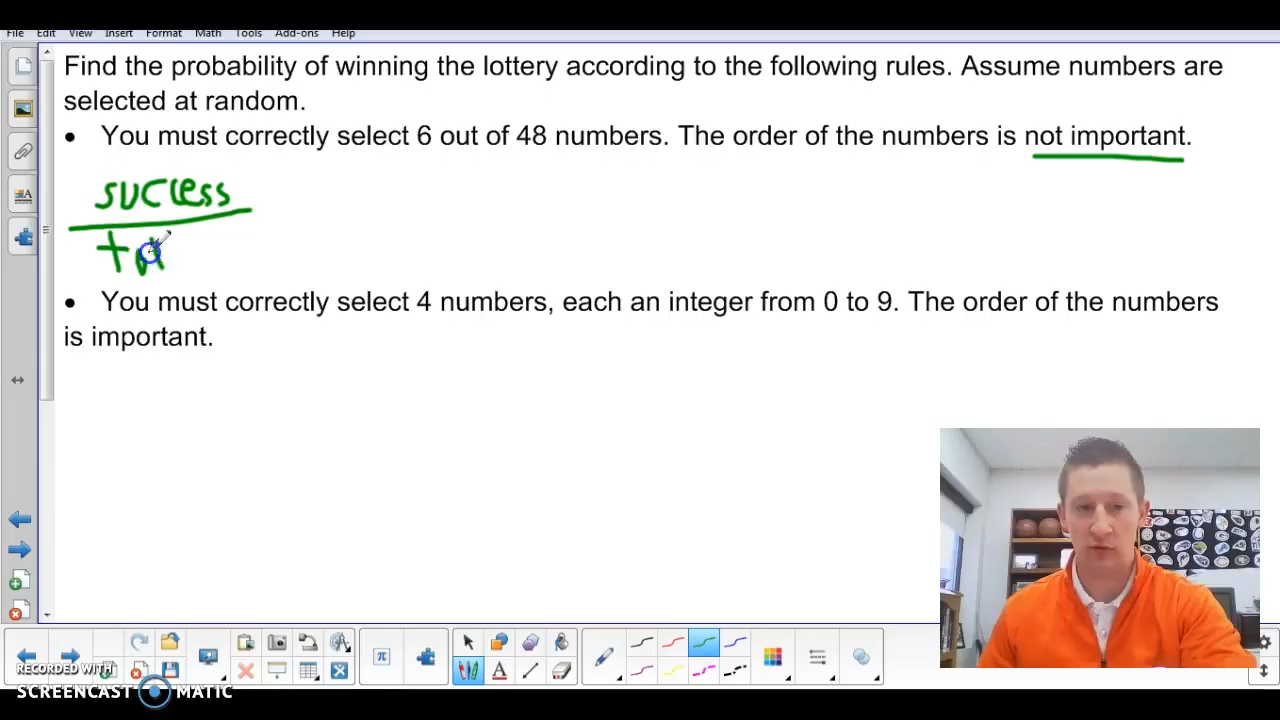 File Edit View Insert Format Math Tools Add-ons Help
Find the probability of winning the lottery according to the following rules. Assume numbers are
selected at random.
• You must correctly select 6 out of 48 numbers. The order of the numbers is not important.
success
• You must correctly select 4 numbers, each an integer from 0 to 9. The order of the numbers
is important.
RECORDED WITH
SCREENCAST MATIC